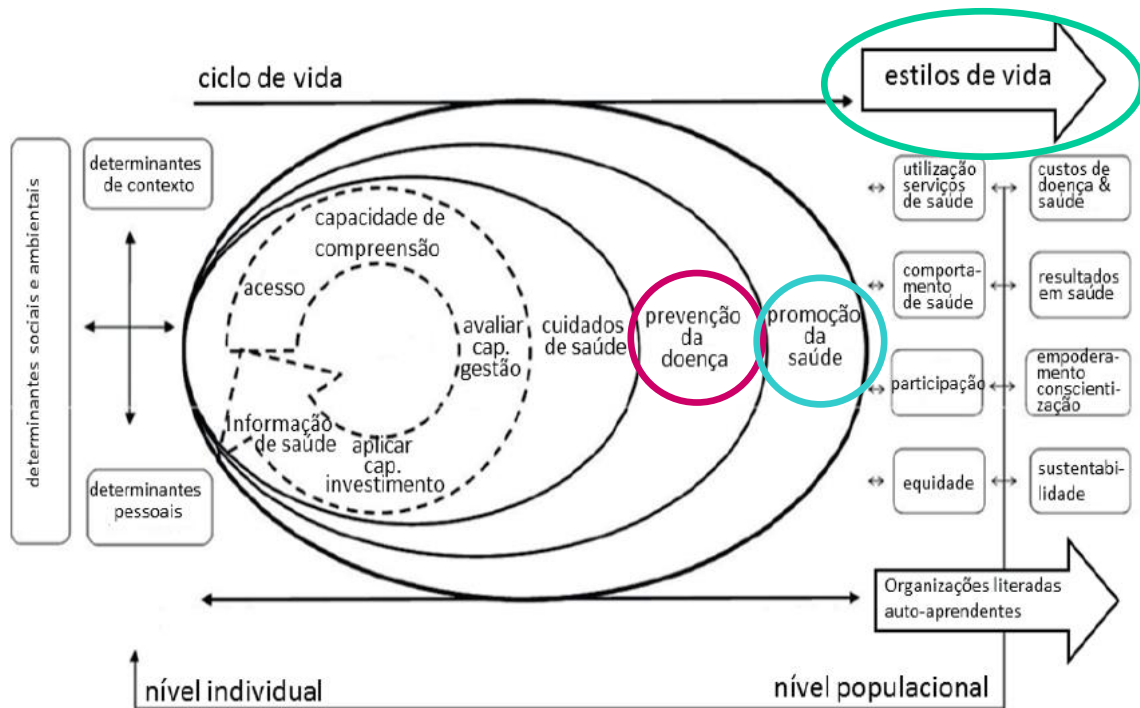 ciclo de vida
estilos de vida
determinantes sociais e ambientais
determinantes
de contexto
determinantes
pessoais
capacidade de
compreensão
acesso
avaliar
cap.
gestão
Informação
de saúde
aplicar
cap.
investimento
cuidados
de saúde
prevenção
da
doença
promoção
da
saúde
utilização
serviços
de saúde
custos de
doença &
saúde
comporta-
mento
de saúde
resultados
em saúde
participação
empodera-
mento
conscienti-
zação
equidade
sustentabi-
lidade
Organizações literadas
auto-aprendentes
nível individual
nível populacional